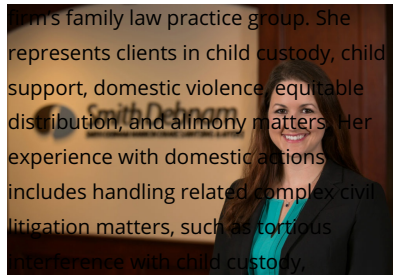 firm's family law practice group. She
represents clients in child custody, child
support, domestic violence, equitable
distribution, and alimony matters. Her
experience with domestic actions
includes handling related complex civil
litigation matters, such as tortious
interference with child custody,
Smith Debnam